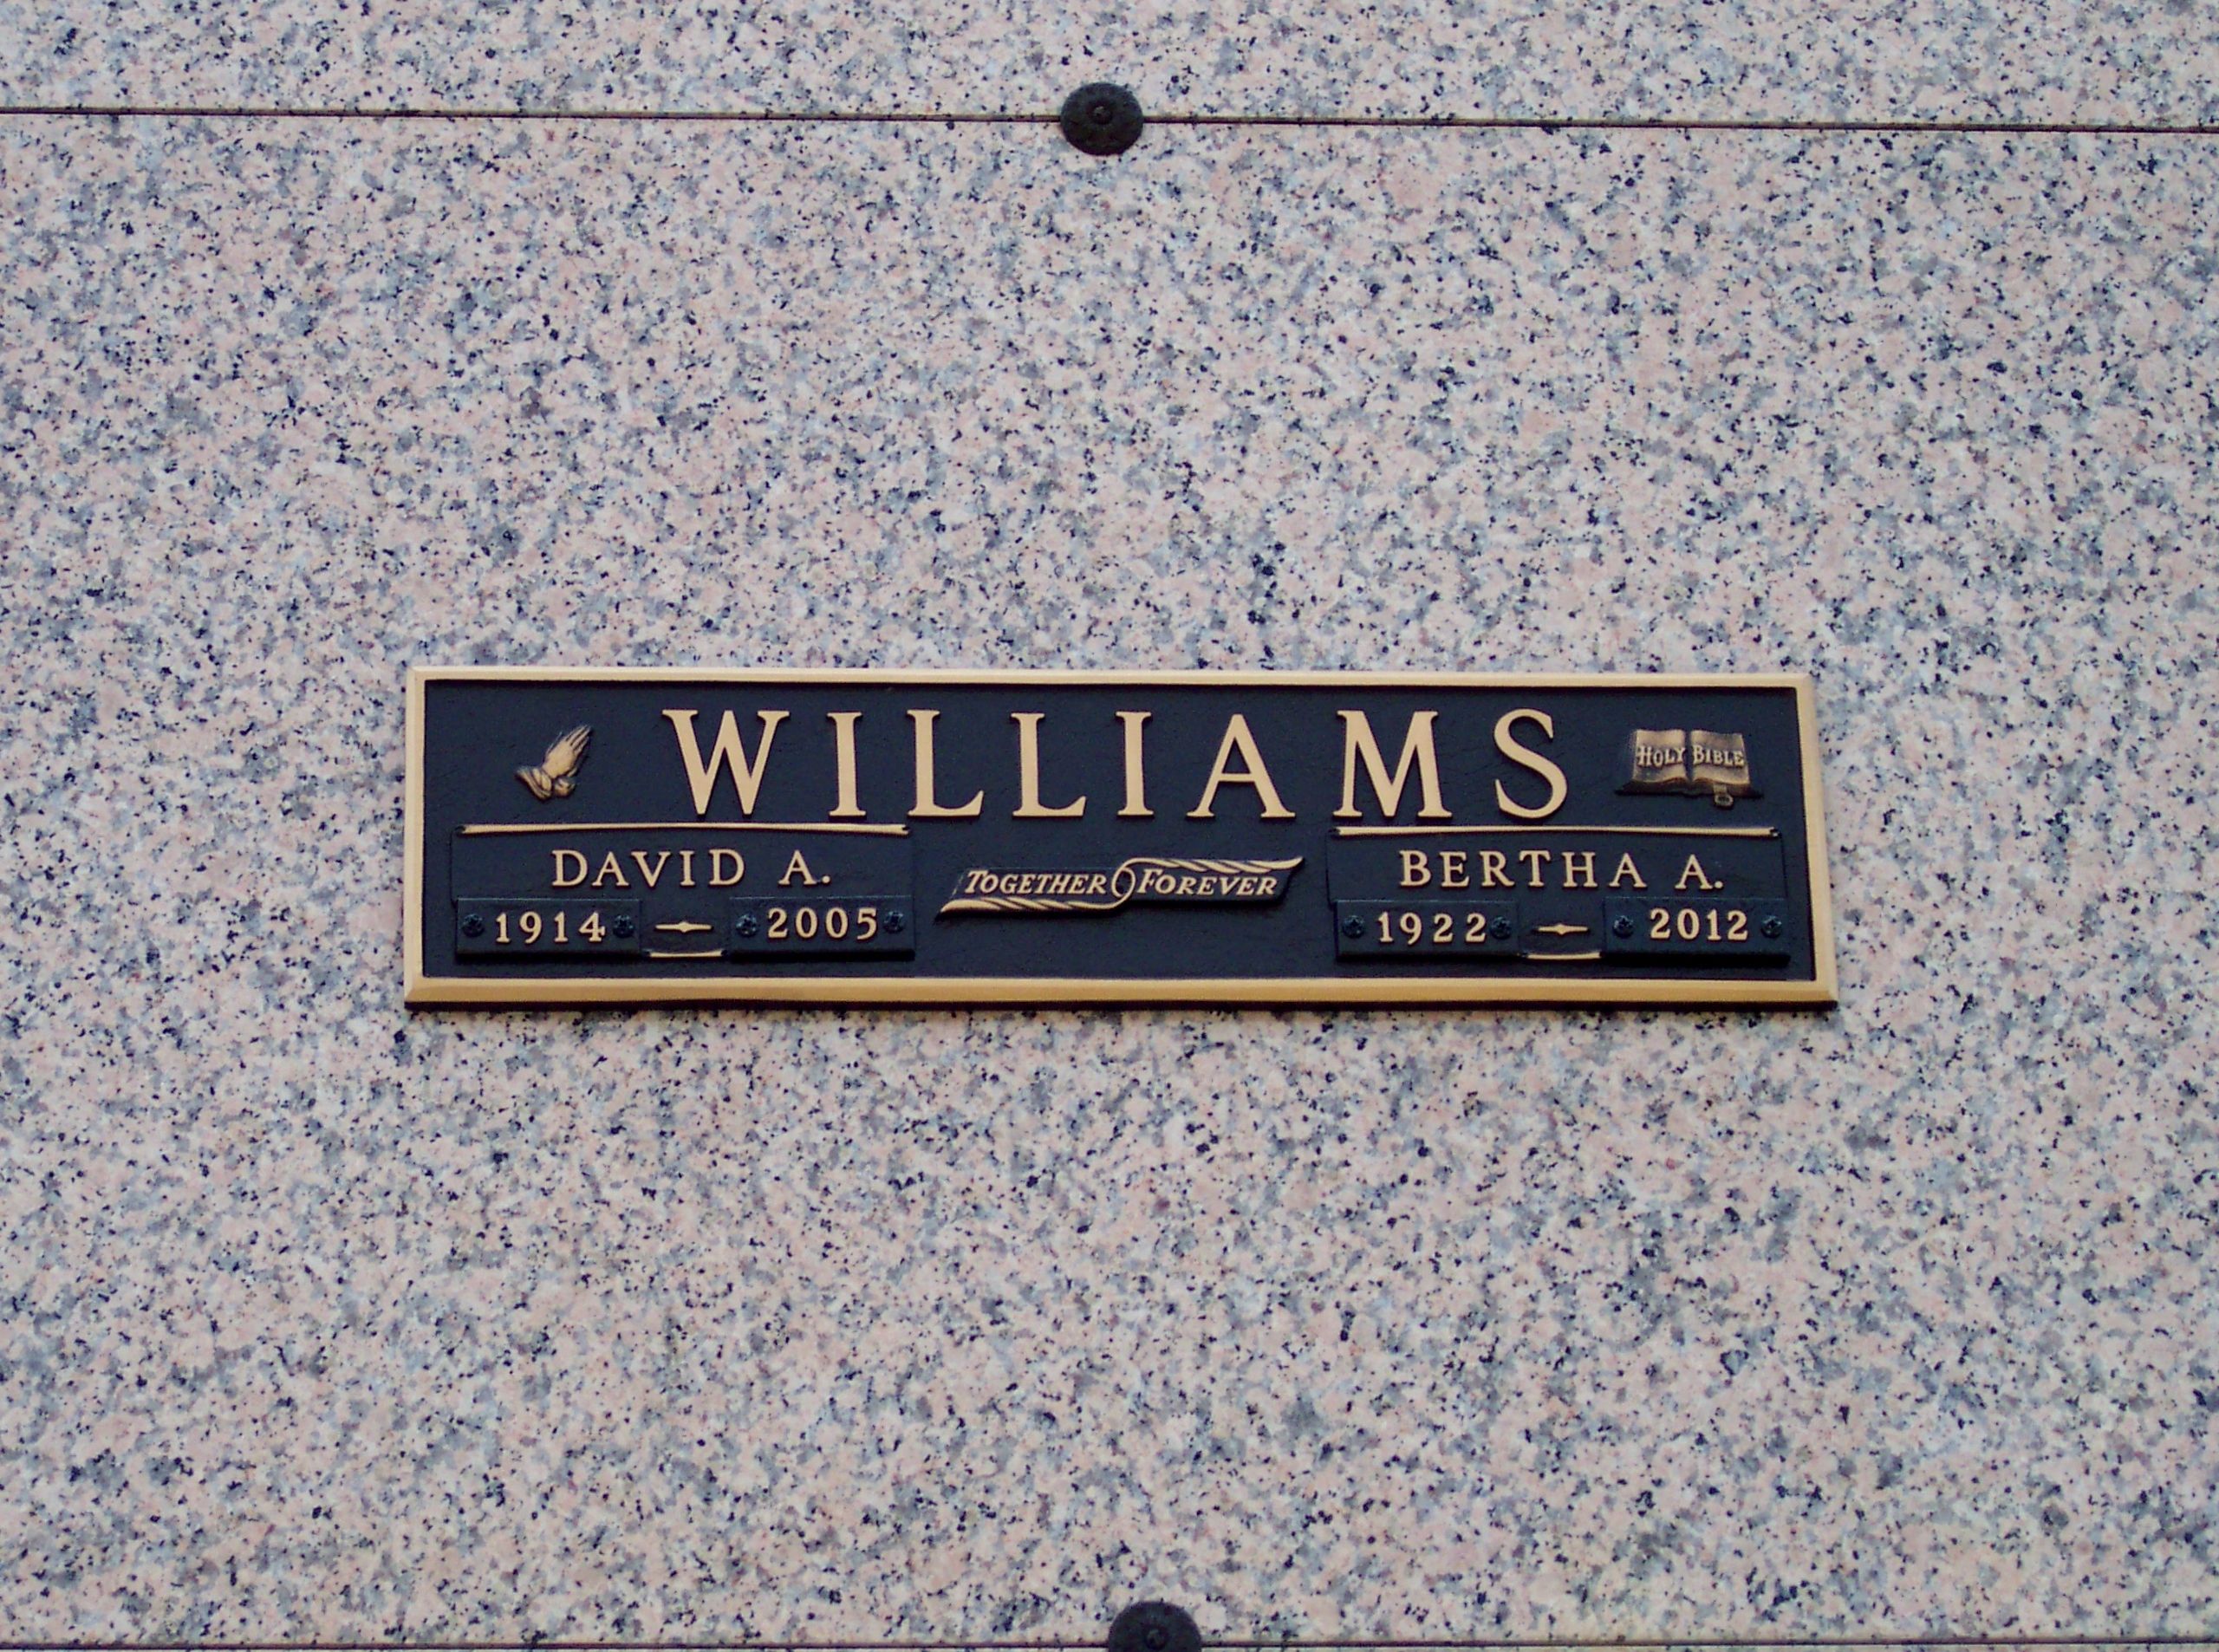 WILLIAMS
HOLY BIBLE
DAVID A.
1914 — 2005
TOGETHER FOREVER
BERTHA A.
1922 — 2012